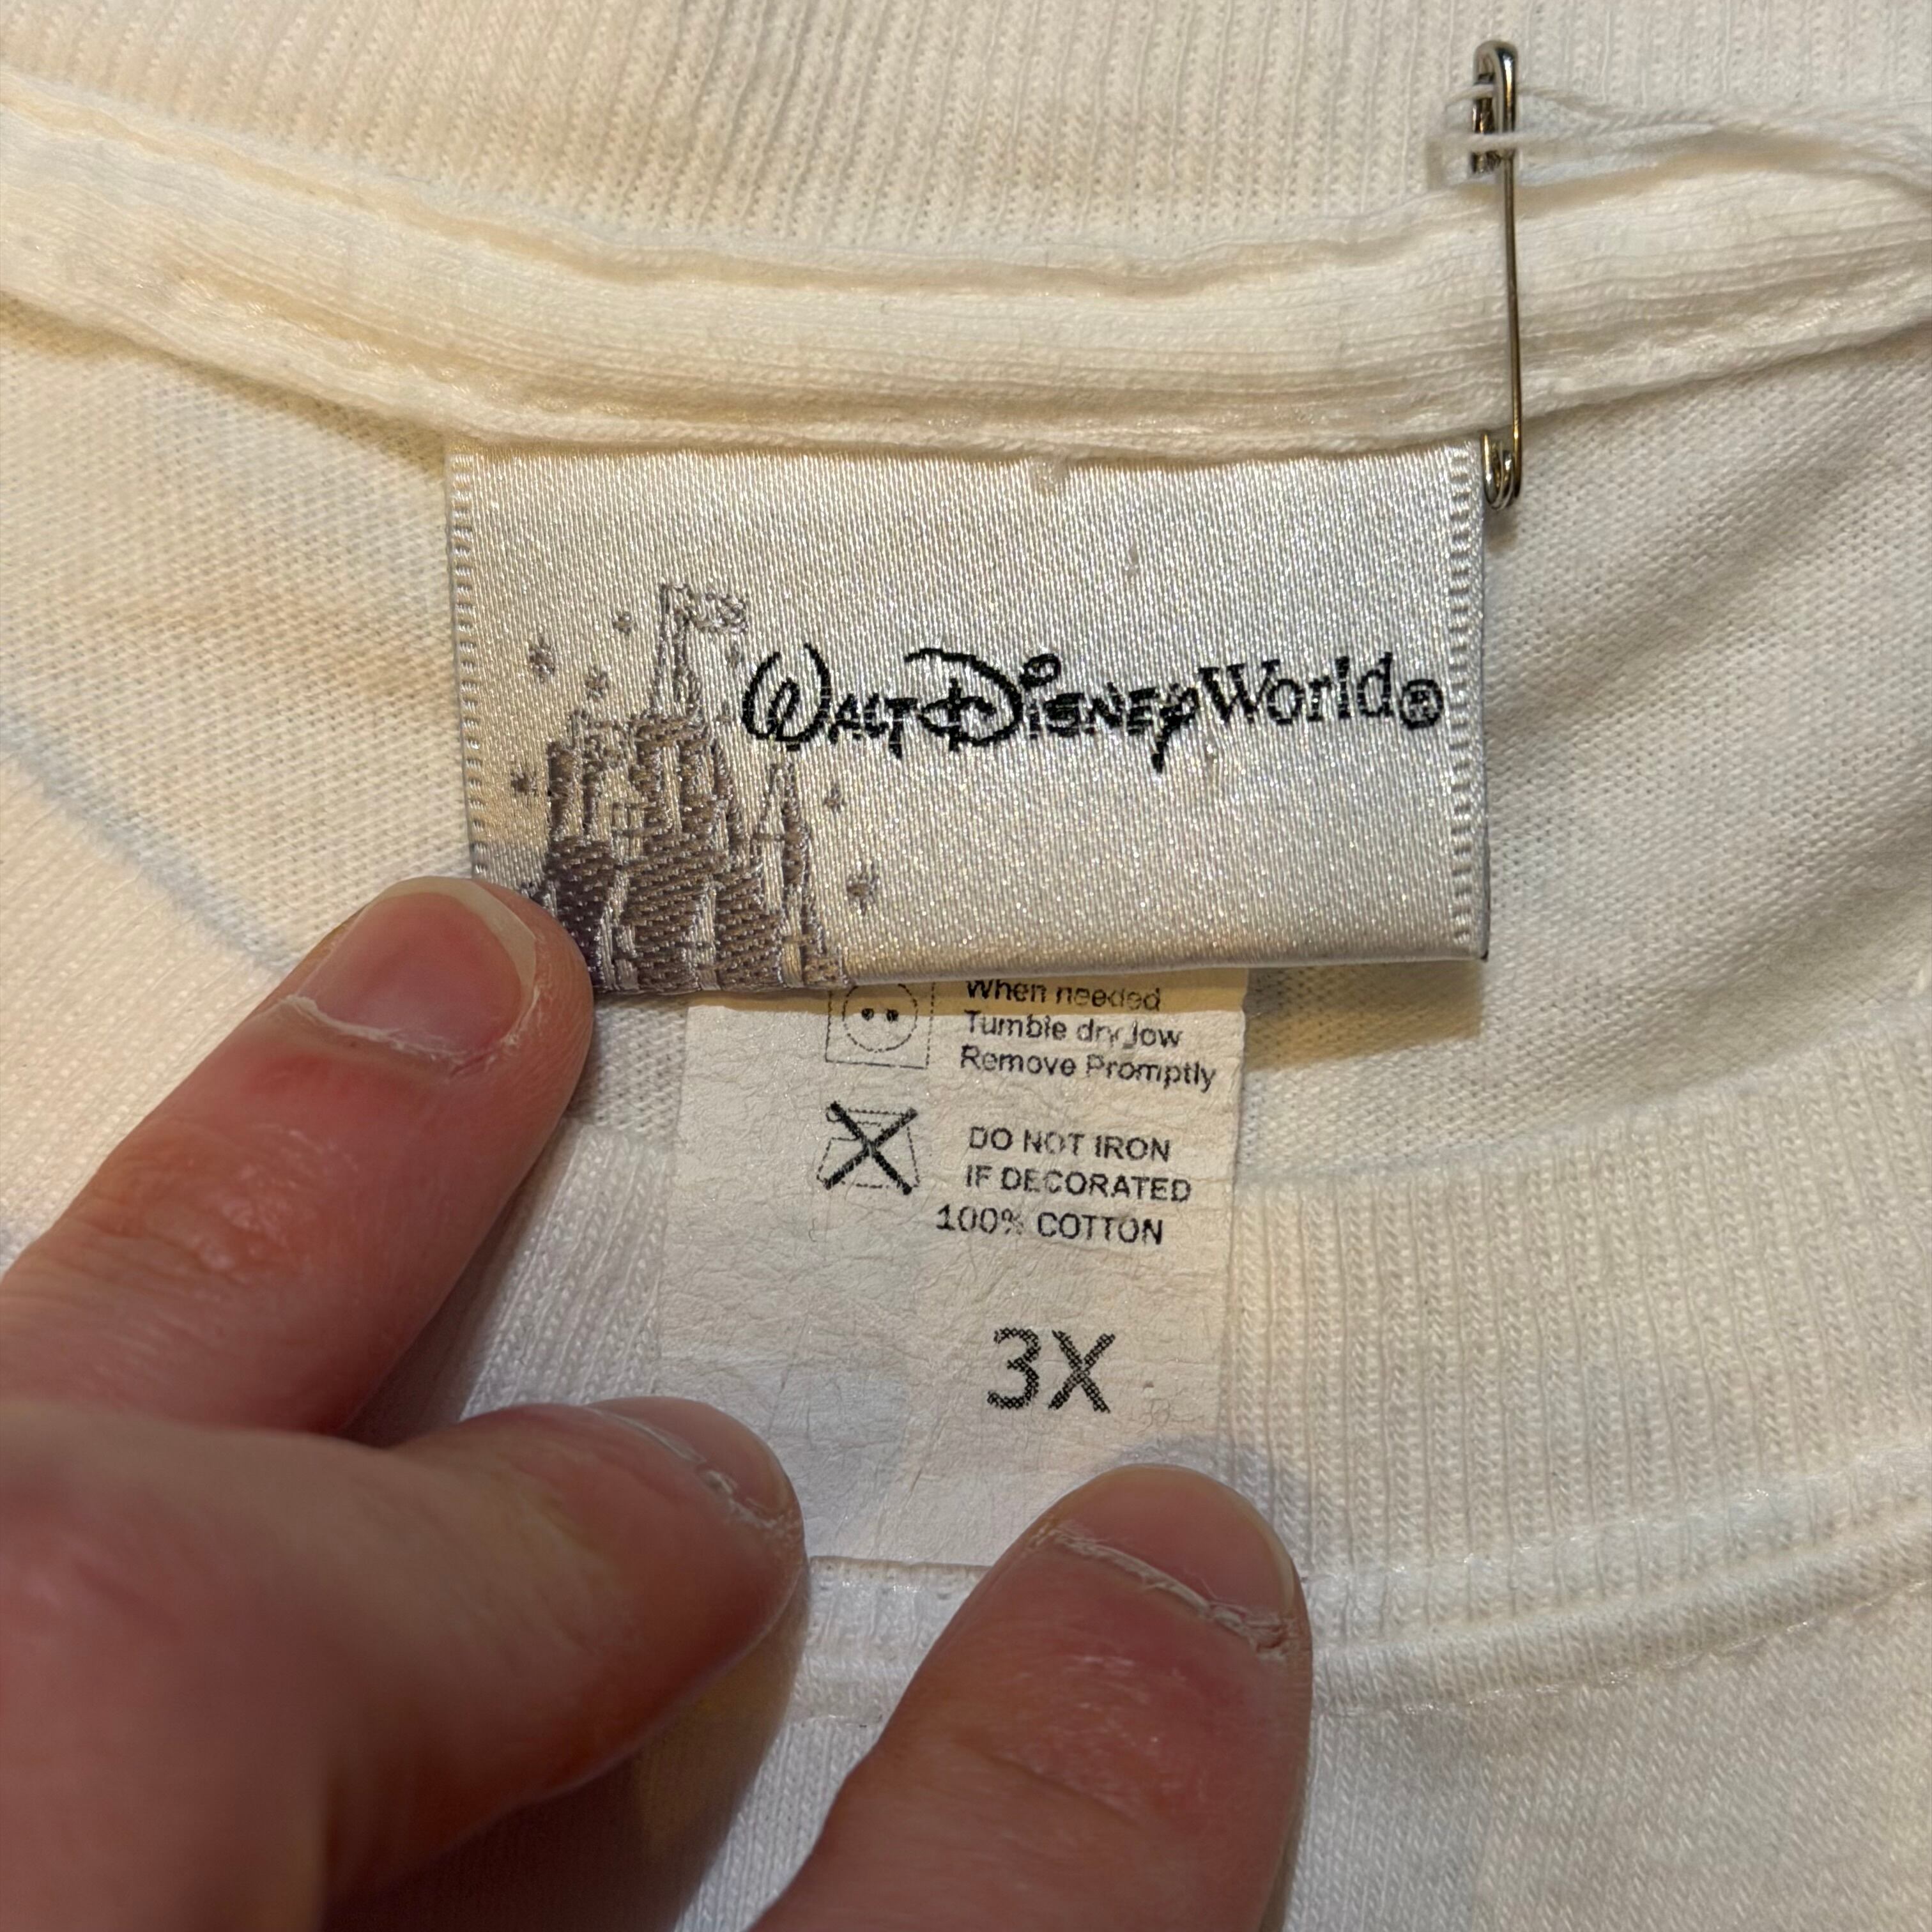 WALT DISNEY World®
When needed
Tumble dry low
Remove Promptly
DO NOT IRON
IF DECORATED
100% COTTON
3X